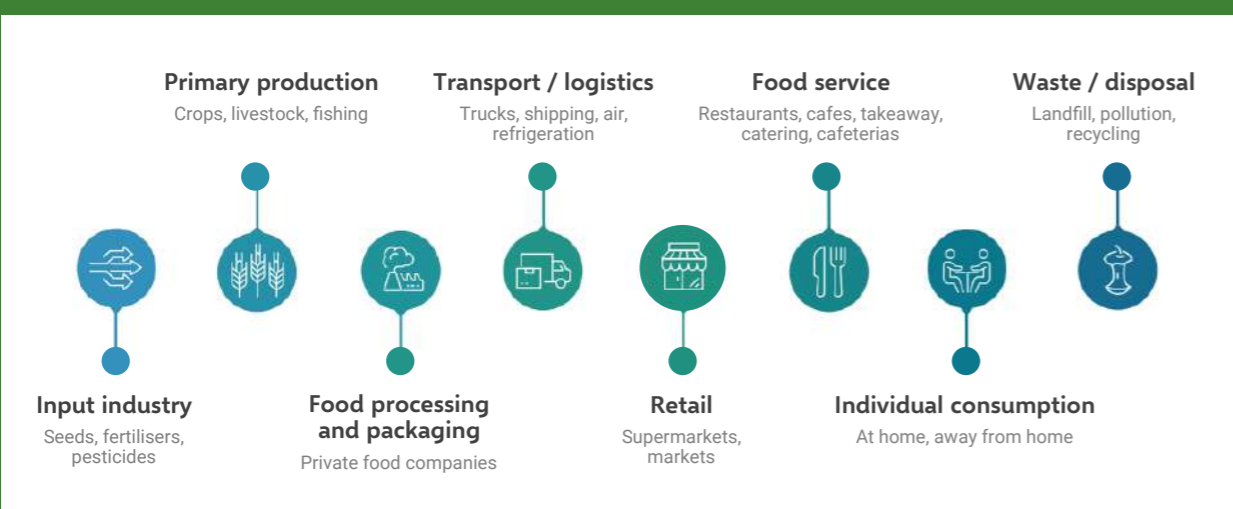 Primary production
Crops, livestock, fishing
Transport / logistics
Trucks, shipping, air,
refrigeration
Food service
Restaurants, cafes, takeaway,
catering, cafeterias
Waste / disposal
Landfill, pollution,
recycling
Input industry
Seeds, fertilisers,
pesticides
Food processing
and packaging
Private food companies
Retail
Supermarkets,
markets
Individual consumption
At home, away from home